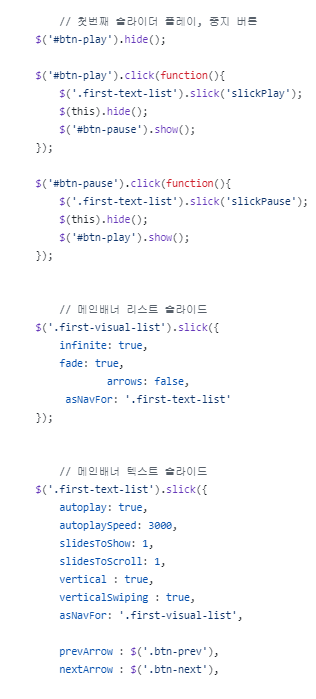 // 첫번째 슬라이더 플레이, 중지 버튼
$('#btn-play').hide();
$('#btn-play').click(function(){
$('.first-text-list').slick('slickPlay');
$(this).hide();
$('#btn-pause').show();
});
$('#btn-pause').click(function(){
$('.first-text-list').slick('slickPause');
$(this).hide();
$('#btn-play').show();
});
// 메인배너 리스트 슬라이드
$('.first-visual-list').slick({
infinite: true,
fade: true,
arrows: false,
asNavFor: '.first-text-list'
});
// 메인배너 텍스트 슬라이드
$('.first-text-list').slick({
autoplay: true,
autoplaySpeed: 3000,
slidesToShow: 1,
slidesToScroll: 1,
vertical : true,
verticalSwiping : true,
asNavFor: '.first-visual-list',
prevArrow : $('.btn-prev'),
nextArrow : $('.btn-next'),